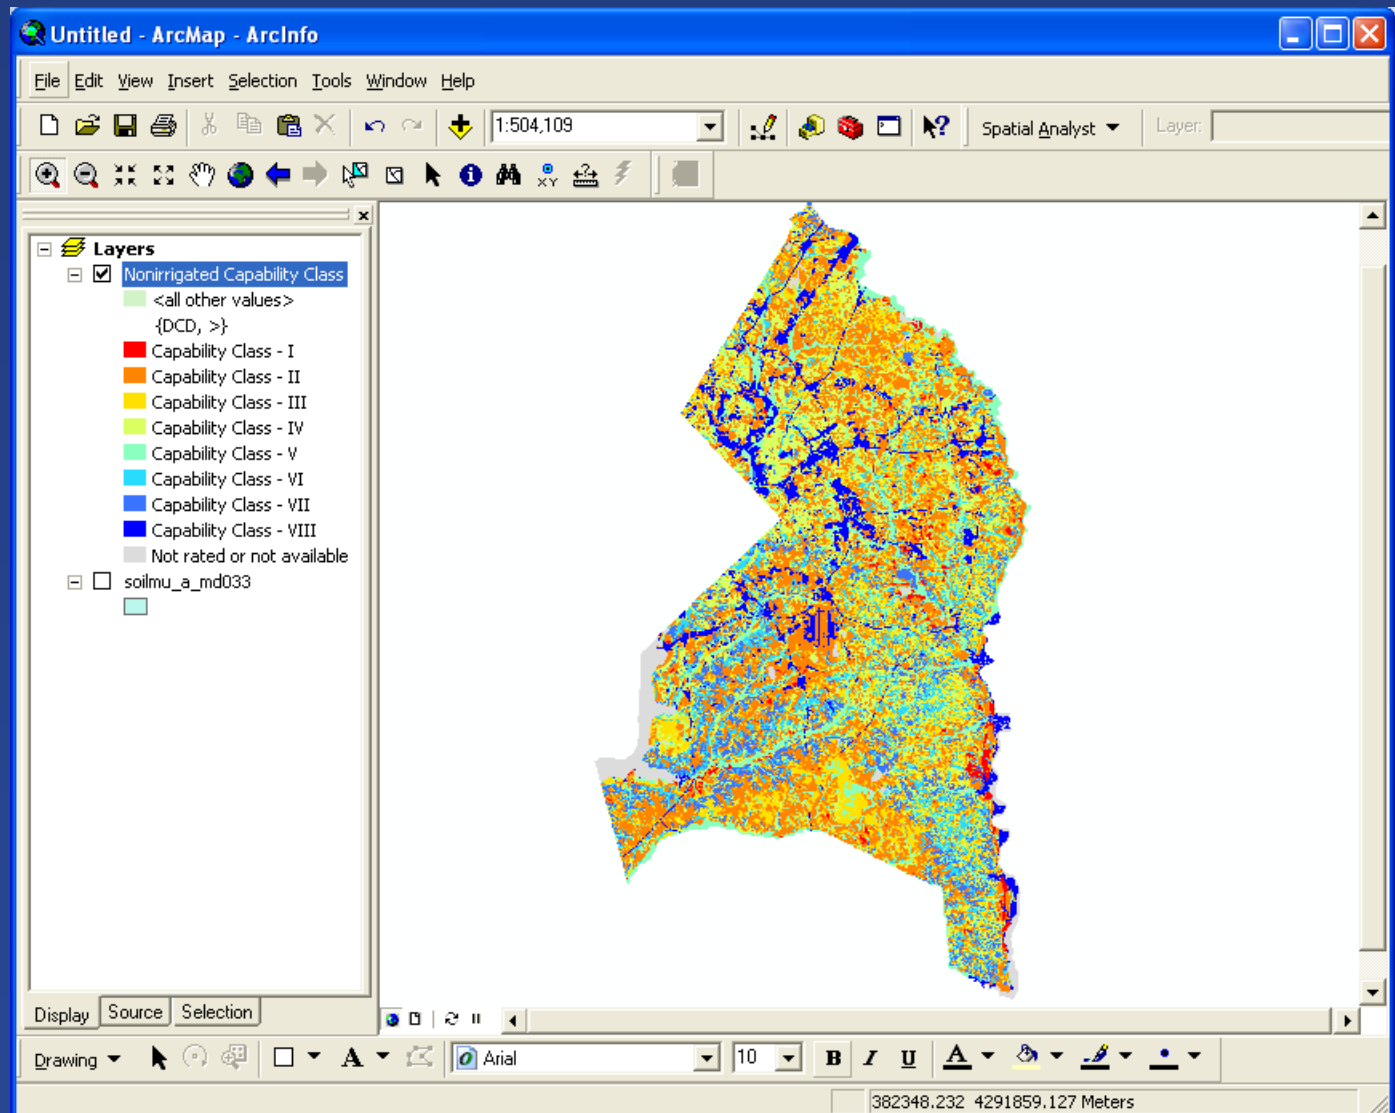 Untitled - ArcMap - ArcInfo
File Edit View Insert Selection Tools Window Help
1:504,109 Spatial Analyst Layer:
Layers
Nonirrigated Capability Class
<all other values>
{DCD, >}
Capability Class - I
Capability Class - II
Capability Class - III
Capability Class - IV
Capability Class - V
Capability Class - VI
Capability Class - VII
Capability Class - VIII
Not rated or not available
soilmu_a_md033
Display Source Selection
Drawing A Arial 10 B I U A
382348.232 4291859.127 Meters